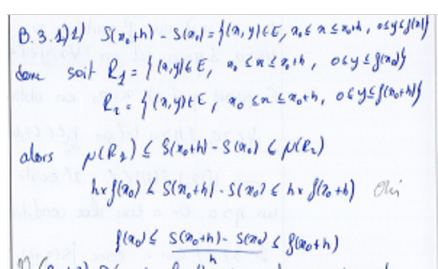 B.3.1) 1) S(x₀+h) - S(x₀) = {(x,y)∈E, x₀ ≤ x ≤ x₀+h, 0≤y≤f(x)}
donc soit R₁ = {(x,y)∈E, x₀ ≤ x ≤ x₀+h, 0≤y≤f(x₀)}
R₂ = {(x,y)∈E, x₀ ≤ x ≤ x₀+h, 0≤y≤f(x₀+h)}
alors μ(R₁) ≤ S(x₀+h) - S(x₀) ≤ μ(R₂)
h×f(x₀) ≤ S(x₀+h) - S(x₀) ≤ h× f(x₀+h) Oui
f(x₀) ≤ S(x₀+h) - S(x₀) ≤ f(x₀+h)
h